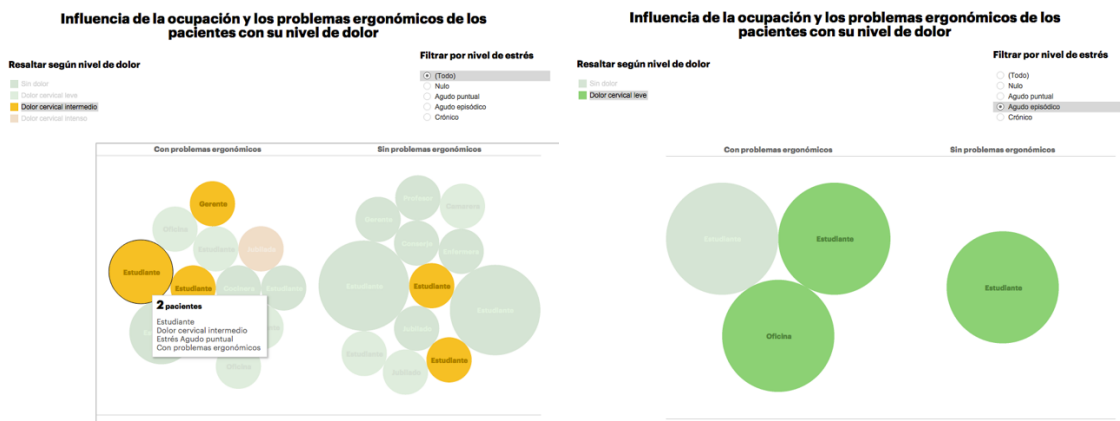 Influencia de la ocupación y los problemas ergonómicos de los
pacientes con su nivel de dolor
Resaltar según nivel de dolor
Sin dolor
Dolor cervical leve
Dolor cervical intermedio
Dolor cervical intenso
Filtrar por nivel de estrés
(Todo)
Nulo
Agudo puntual
Agudo episódico
Crónico
Con problemas ergonómicos
Sin problemas ergonómicos
Gerente
Oficina
Estudiante
Jubilado
Estudiante
Estudiante
Estudiante
Oficina
2 pacientes
Estudiante
Dolor cervical intermedio
Estrés Agudo puntual
Con problemas ergonómicos
Profesor
Gerente
Estudiante
Estudiante
Estudiante
Jubilado
Estudiante
Jubilado
Estudiante
Influencia de la ocupación y los problemas ergonómicos de los
pacientes con su nivel de dolor
Resaltar según nivel de dolor
Sin dolor
Dolor cervical leve
Filtrar por nivel de estrés
(Todo)
Nulo
Agudo puntual
Agudo episódico
Crónico
Con problemas ergonómicos
Sin problemas ergonómicos
Estudiante
Estudiante
Oficina
Estudiante